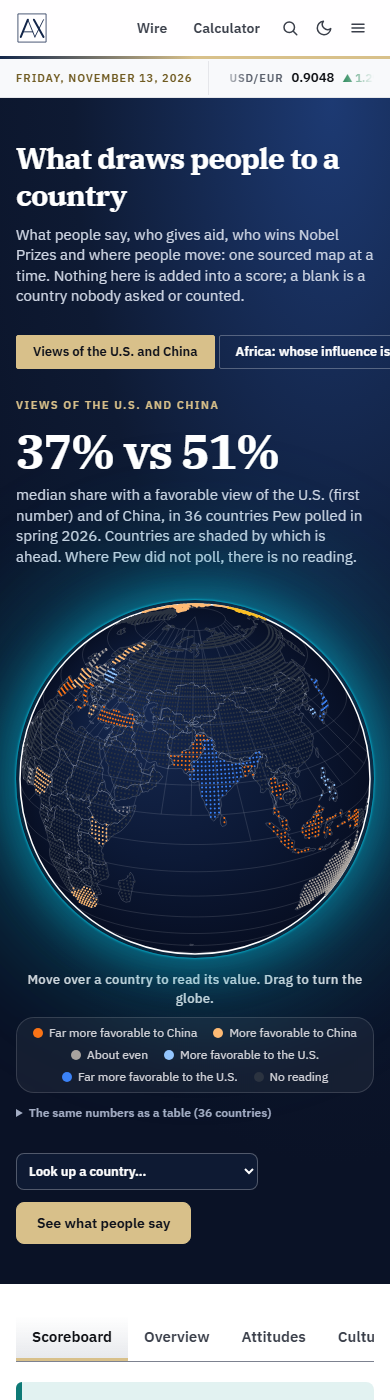 AX
Wire
Calculator
FRIDAY, NOVEMBER 13, 2026
USD/EUR 0.9048 ▲1.2
What draws people to a
country
What people say, who gives aid, who wins Nobel
Prizes and where people move: one sourced map at a
time. Nothing here is added into a score; a blank is a
country nobody asked or counted.
Views of the U.S. and China
Africa: whose influence is
VIEWS OF THE U.S. AND CHINA
37% vs 51%
median share with a favorable view of the U.S. (first
number) and of China, in 36 countries Pew polled in
spring 2026. Countries are shaded by which is
ahead. Where Pew did not poll, there is no reading.
Move over a country to read its value. Drag to turn the
globe.
Far more favorable to China
More favorable to China
About even
More favorable to the U.S.
Far more favorable to the U.S.
No reading
The same numbers as a table (36 countries)
Look up a country...
See what people say
Scoreboard
Overview
Attitudes
Cultu